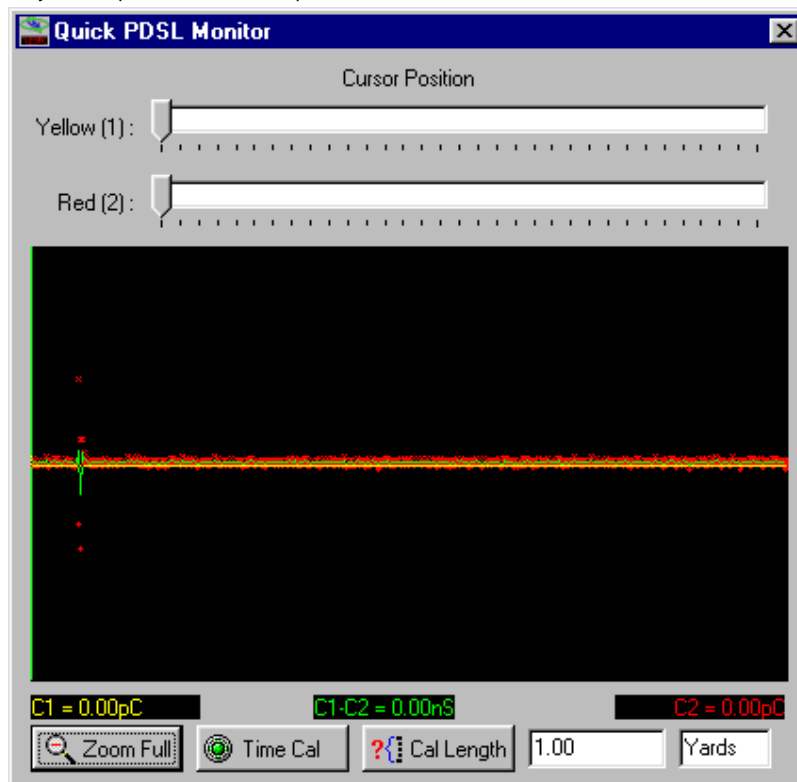 Quick PDSL Monitor
Cursor Position
Yellow (1) :
Red (2) :
C1 = 0.00pC C1-C2 = 0.00nS C2 = 0.00pC
Zoom Full Time Cal ?{ Cal Length 1.00 Yards